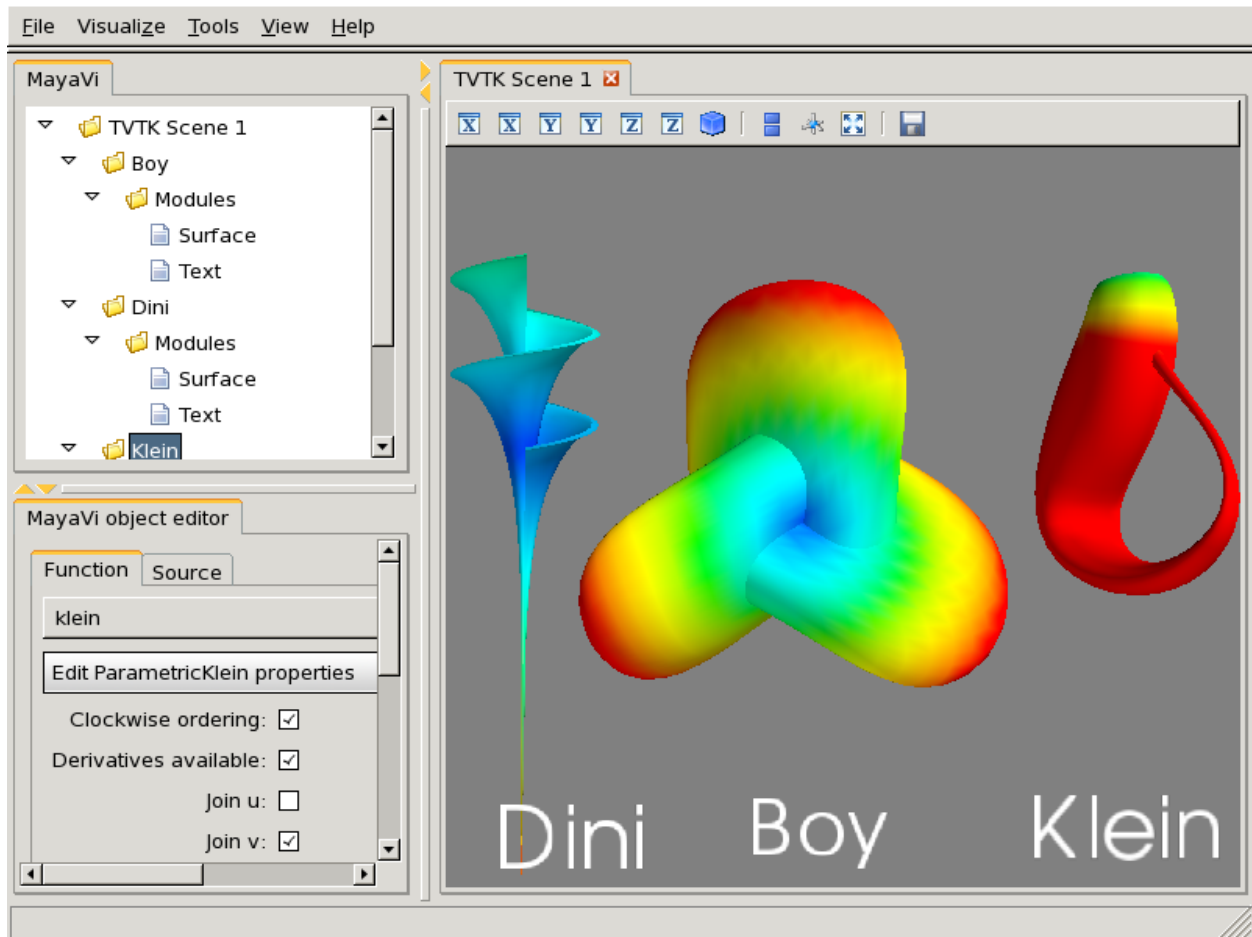 File Visualize Tools View Help
MayaVi
TVTK Scene 1
Boy
Modules
Surface
Text
Dini
Modules
Surface
Text
Klein
MayaVi object editor
Function Source
klein
Edit ParametricKlein properties
Clockwise ordering:
Derivatives available:
Join u:
Join v:
TVTK Scene 1
X X Y Y Z Z
Dini Boy Klein